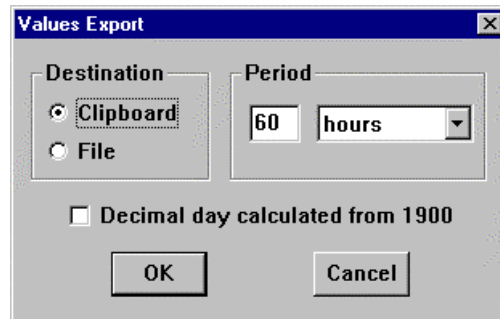 Values Export
Destination
Clipboard
File
Period
60 hours
Decimal day calculated from 1900
OK Cancel